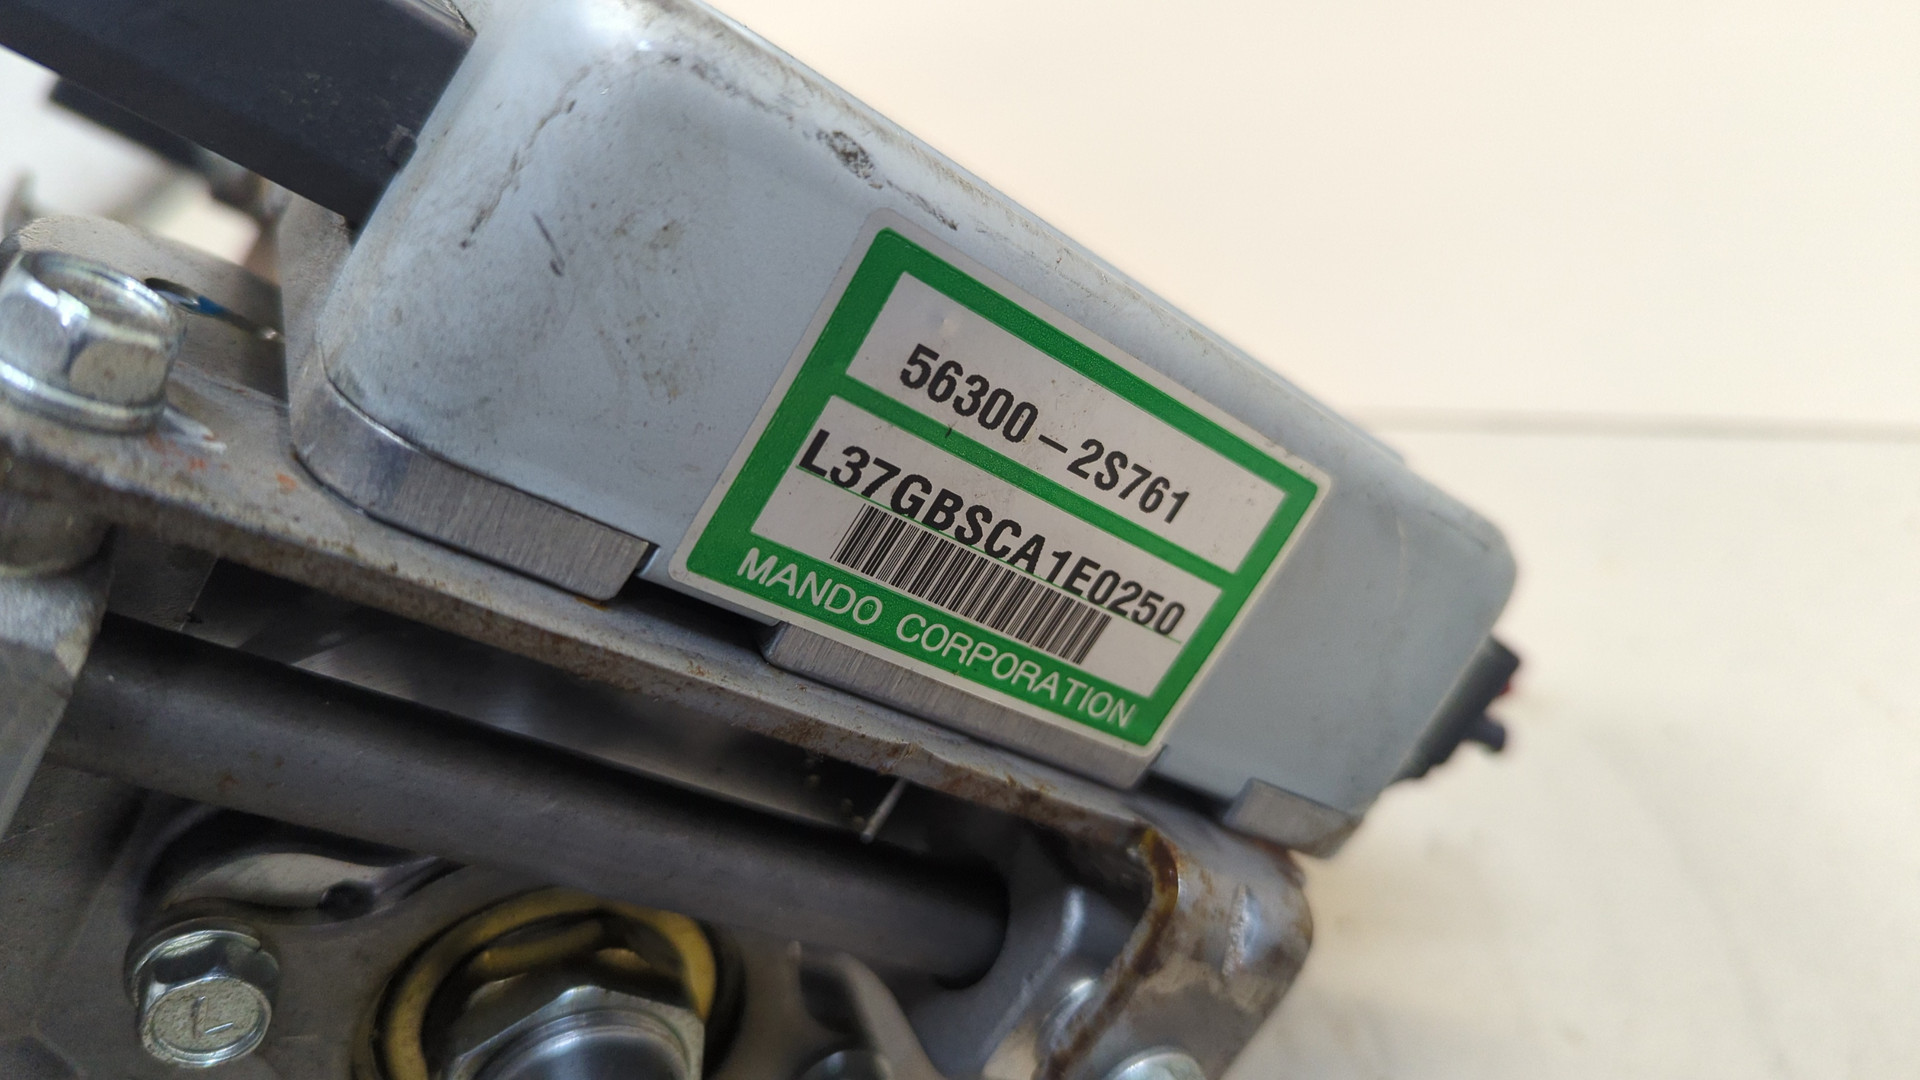 56300-2S761
L37GBSCA1E0250
MANDO CORPORATION